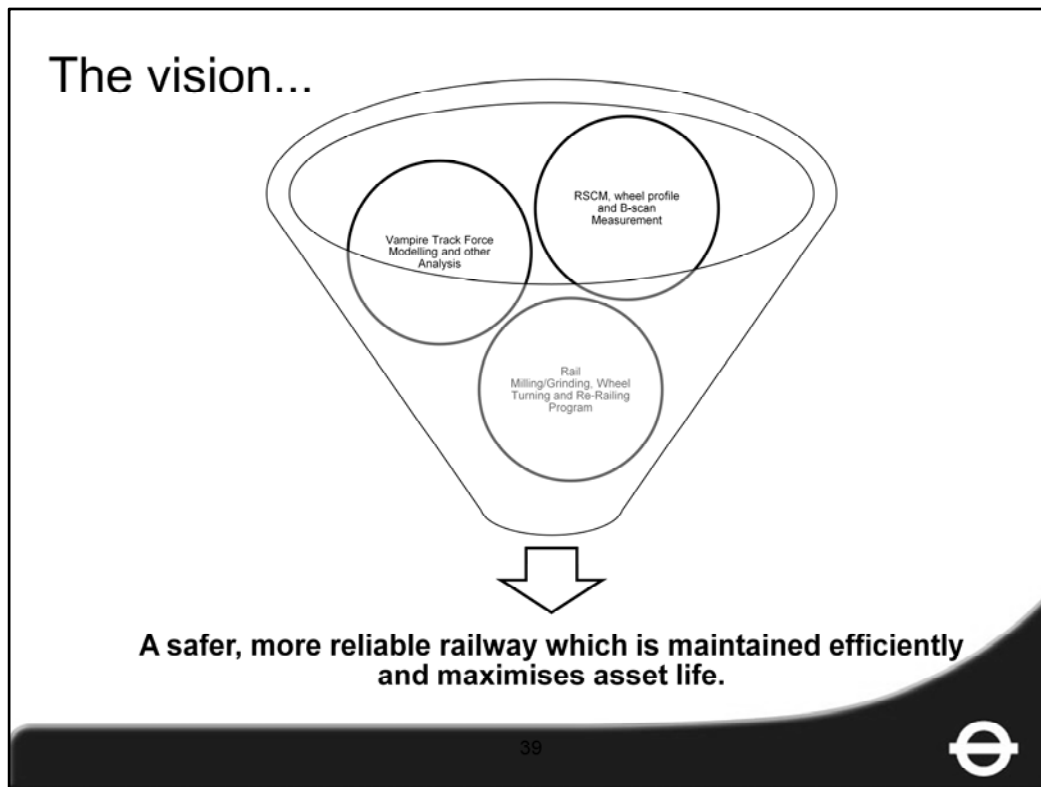 The vision...
RSCM, wheel profile
and B-scan
Measurement
Vampire Track Force
Modelling and other
Analysis
Rail
Milling/Grinding, Wheel
Turning and Re-Railing
Program
A safer, more reliable railway which is maintained efficiently
and maximises asset life.
39